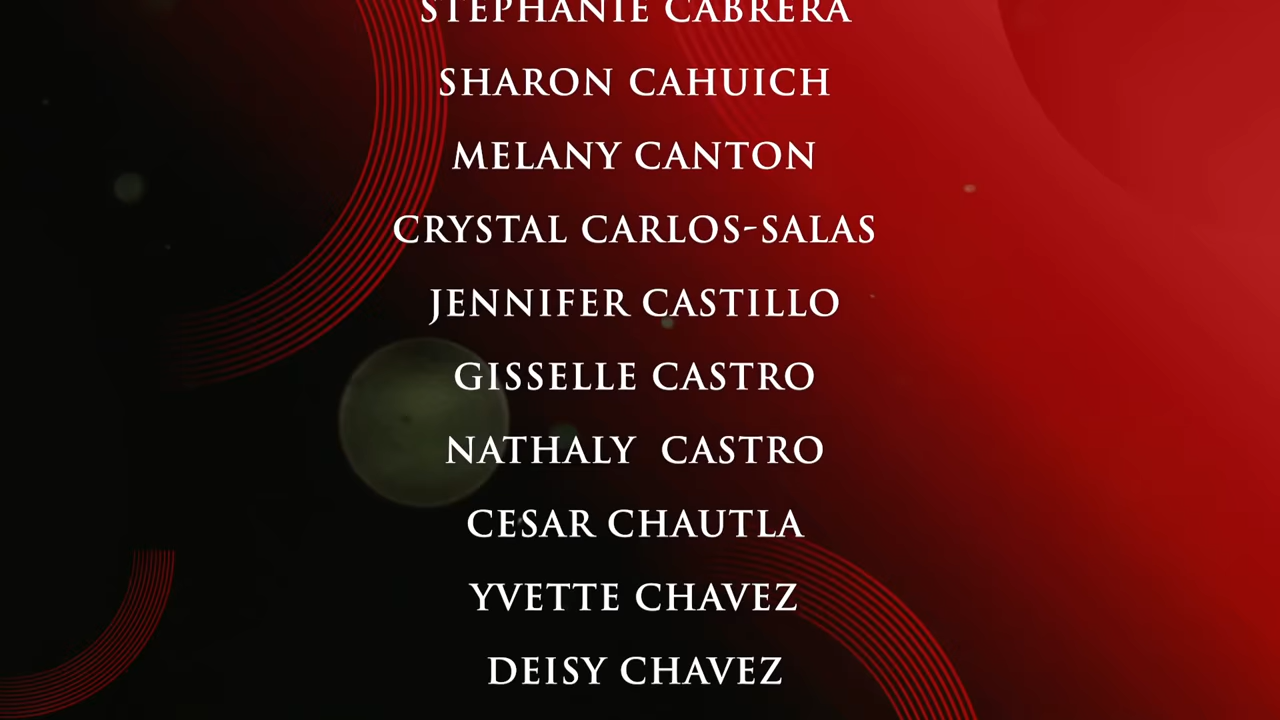 STEPHANIE CABRERA
SHARON CAHUICH
MELANY CANTON
CRYSTAL CARLOS-SALAS
JENNIFER CASTILLO
GISSELLE CASTRO
NATHALY CASTRO
CESAR CHAUTLA
YVETTE CHAVEZ
DEISY CHAVEZ